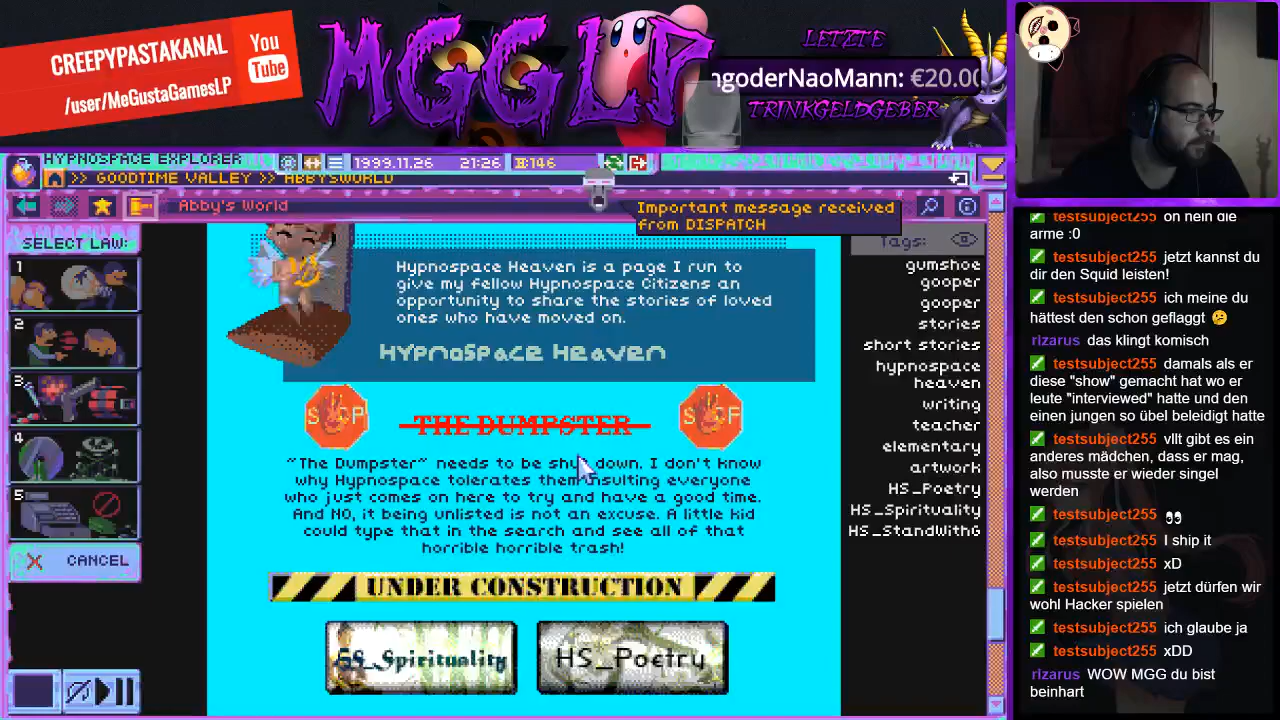 CREEPYPASTAKANAL
You
Tube
/user/MeGustaGamesLP
MGGLP
LETZTE
ngoderNaoMann: €20.00
TRINKGELDGEBER
HYPNOSPACE EXPLORER
1999.11.26
21:26
146
>> GOODTIME VALLEY >> ABBYSWORLD
Abby's World
Important message received
from DISPATCH
SELECT LAW:
1
2
3
4
5
CANCEL
Hypnospace Heaven is a page I run to
give my fellow Hypnospace Citizens an
opportunity to share the stories of loved
ones who have moved on.
Hypnospace Heaven
STOP
THE DUMPSTER
STOP
~The Dumpster~ needs to be shut down. I don't know
why Hypnospace tolerates them insulting everyone
who just comes on here to try and have a good time.
And NO, it being unlisted is not an excuse. A little kid
could type that in the search and see all of that
horrible horrible trash!
UNDER CONSTRUCTION
HS_Spirituality
HS_Poetry
Tags:
gumshoe
gooper
gooper
stories
short stories
hypnospace
heaven
writing
teacher
elementary
artwork
HS_Poetry
HS_Spirituality
HS_StandWithG
testsubject255 oh nein die
arme :0
testsubject255 jetzt kannst du
dir den Squid leisten!
testsubject255 ich meine du
hättest den schon geflaggt
rizarus das klingt komisch
testsubject255 damals als er
diese "show" gemacht hat wo er
leute "interviewed" hatte und den
einen jungen so übel beleidigt hatte
testsubject255 vllt gibt es ein
anderes mädchen, dass er mag,
also musste er wieder singel
werden
testsubject255
testsubject255 I ship it
testsubject255 xD
testsubject255 jetzt dürfen wir
wohl Hacker spielen
testsubject255 ich glaube ja
testsubject255 xDD
rizarus WOW MGG du bist
beinhart